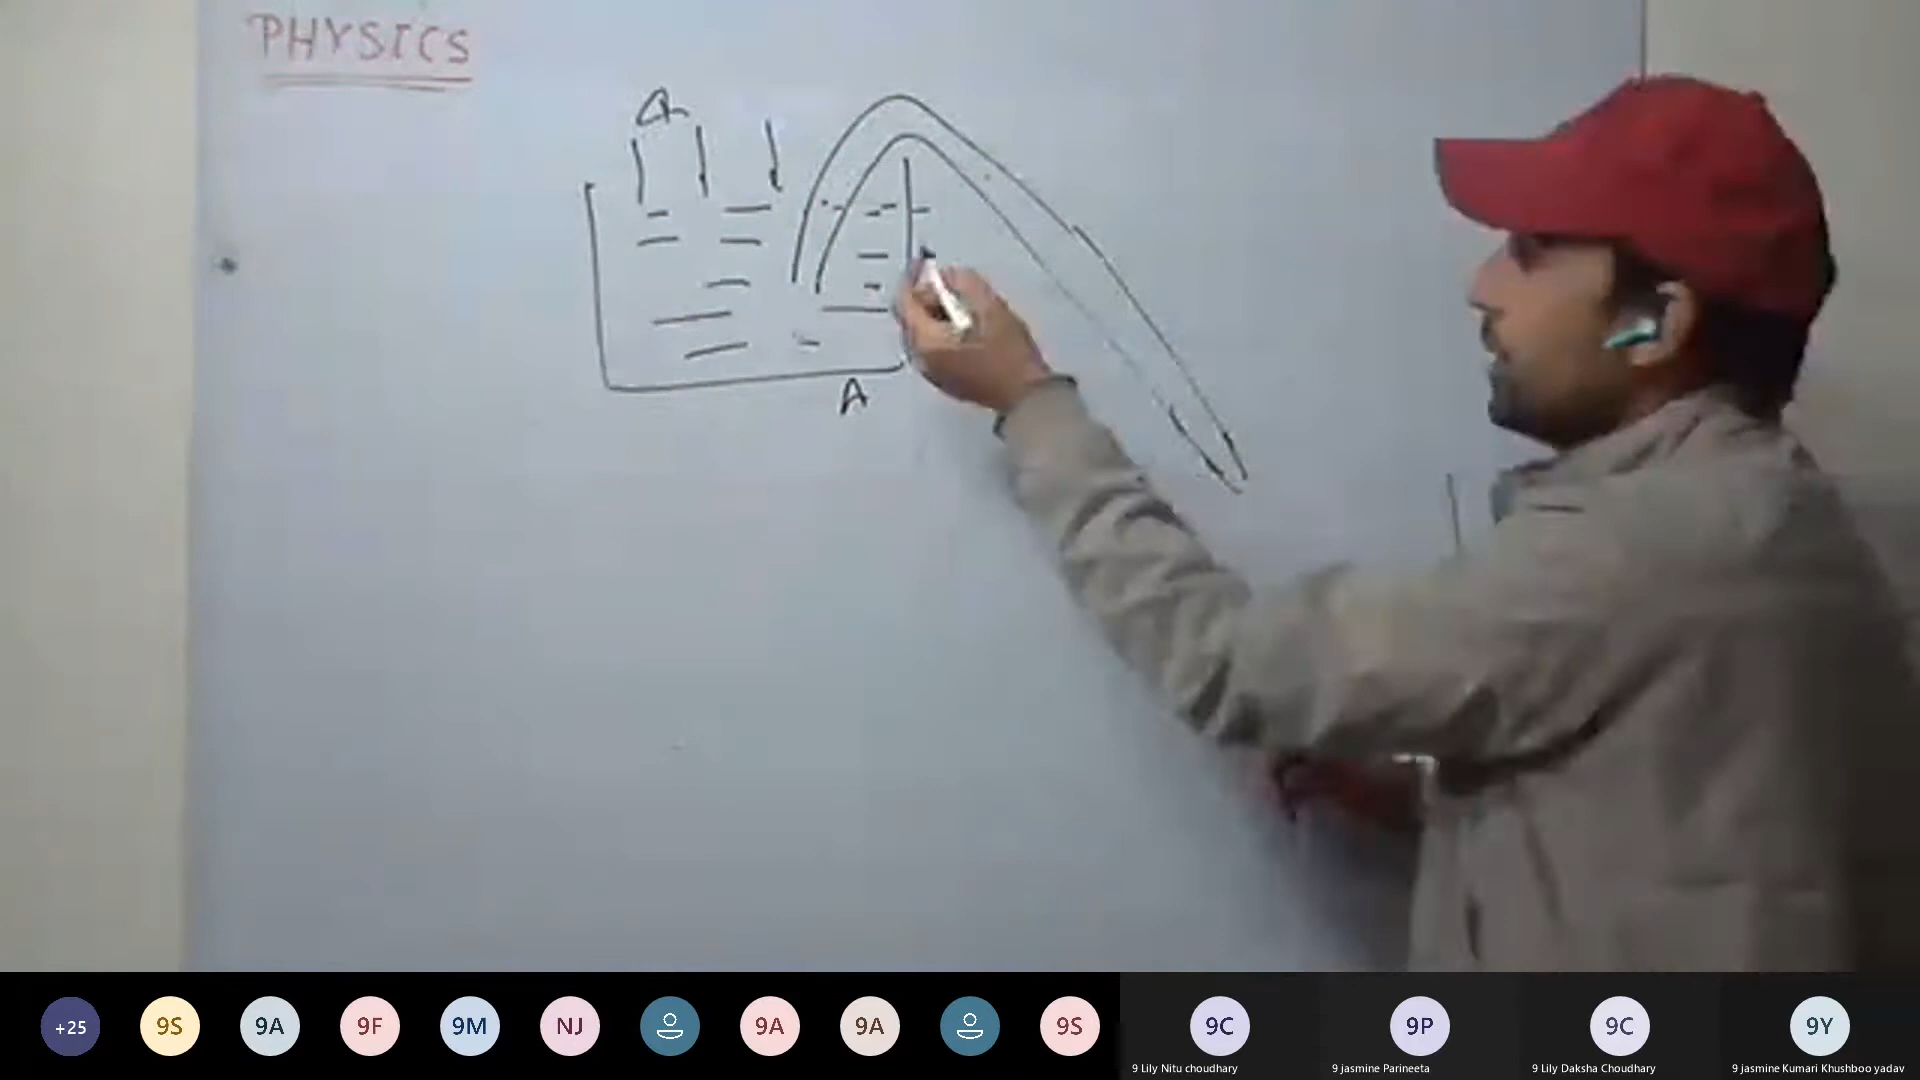 PHYSICS
A
+25
9S
9A
9F
9M
NJ
9A
9A
9S
9C
9P
9C
9Y
9 Lily Nitu choudhary
9 jasmine Parineeta
9 Lily Daksha Choudhary
9 jasmine Kumari Khushboo yadav